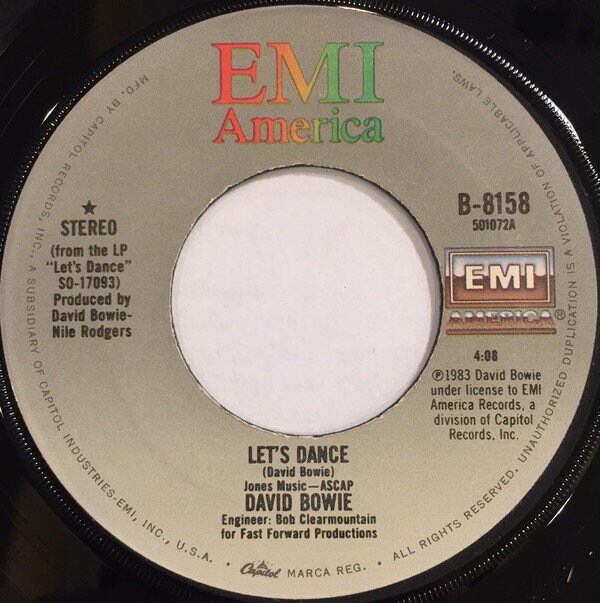 EMI
America
★
STEREO
(from the LP
"Let's Dance"
SO-17093)
Produced by
David Bowie-
Nile Rodgers
B-8158
501072A
EMI
AMERICA ®
4:08
℗1983 David Bowie
under license to EMI
America Records, a
division of Capitol
Records, Inc.
LET'S DANCE
(David Bowie)
Jones Music—ASCAP
DAVID BOWIE
Engineer: Bob Clearmountain
for Fast Forward Productions
MFD. BY CAPITOL RECORDS, INC., A SUBSIDIARY OF CAPITOL INDUSTRIES-EMI, INC., U.S.A. • Capitol MARCA REG. • ALL RIGHTS RESERVED. UNAUTHORIZED DUPLICATION IS A VIOLATION OF APPLICABLE LAWS.